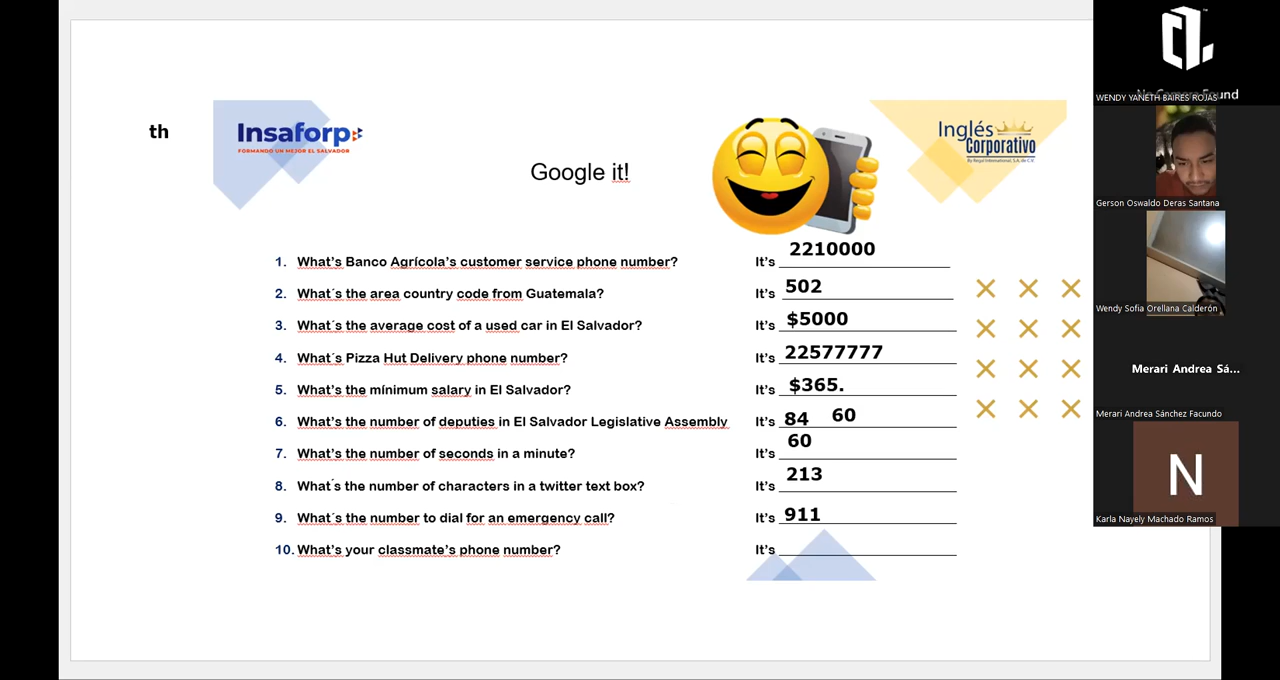 th
Insaforp
FORMANDO UN MEJOR EL SALVADOR
Google it!
Inglés
Corporativo
By Regal International, S.A. de C.V.
1. What's Banco Agrícola's customer service phone number? It's 2210000
2. What´s the area country code from Guatemala? It's 502
3. What´s the average cost of a used car in El Salvador? It's $5000
4. What´s Pizza Hut Delivery phone number? It's 22577777
5. What's the mínimum salary in El Salvador? It's $365.
6. What's the number of deputies in El Salvador Legislative Assembly It's 84 60
7. What's the number of seconds in a minute? It's 60
8. What´s the number of characters in a twitter text box? It's 213
9. What´s the number to dial for an emergency call? It's 911
10. What's your classmate's phone number? It's
WENDY YANETH BAIRES ROJAS
Gerson Oswaldo Deras Santana
Wendy Sofia Orellana Calderón
Merari Andrea Sá...
Merari Andrea Sánchez Facundo
N
Karla Nayely Machado Ramos